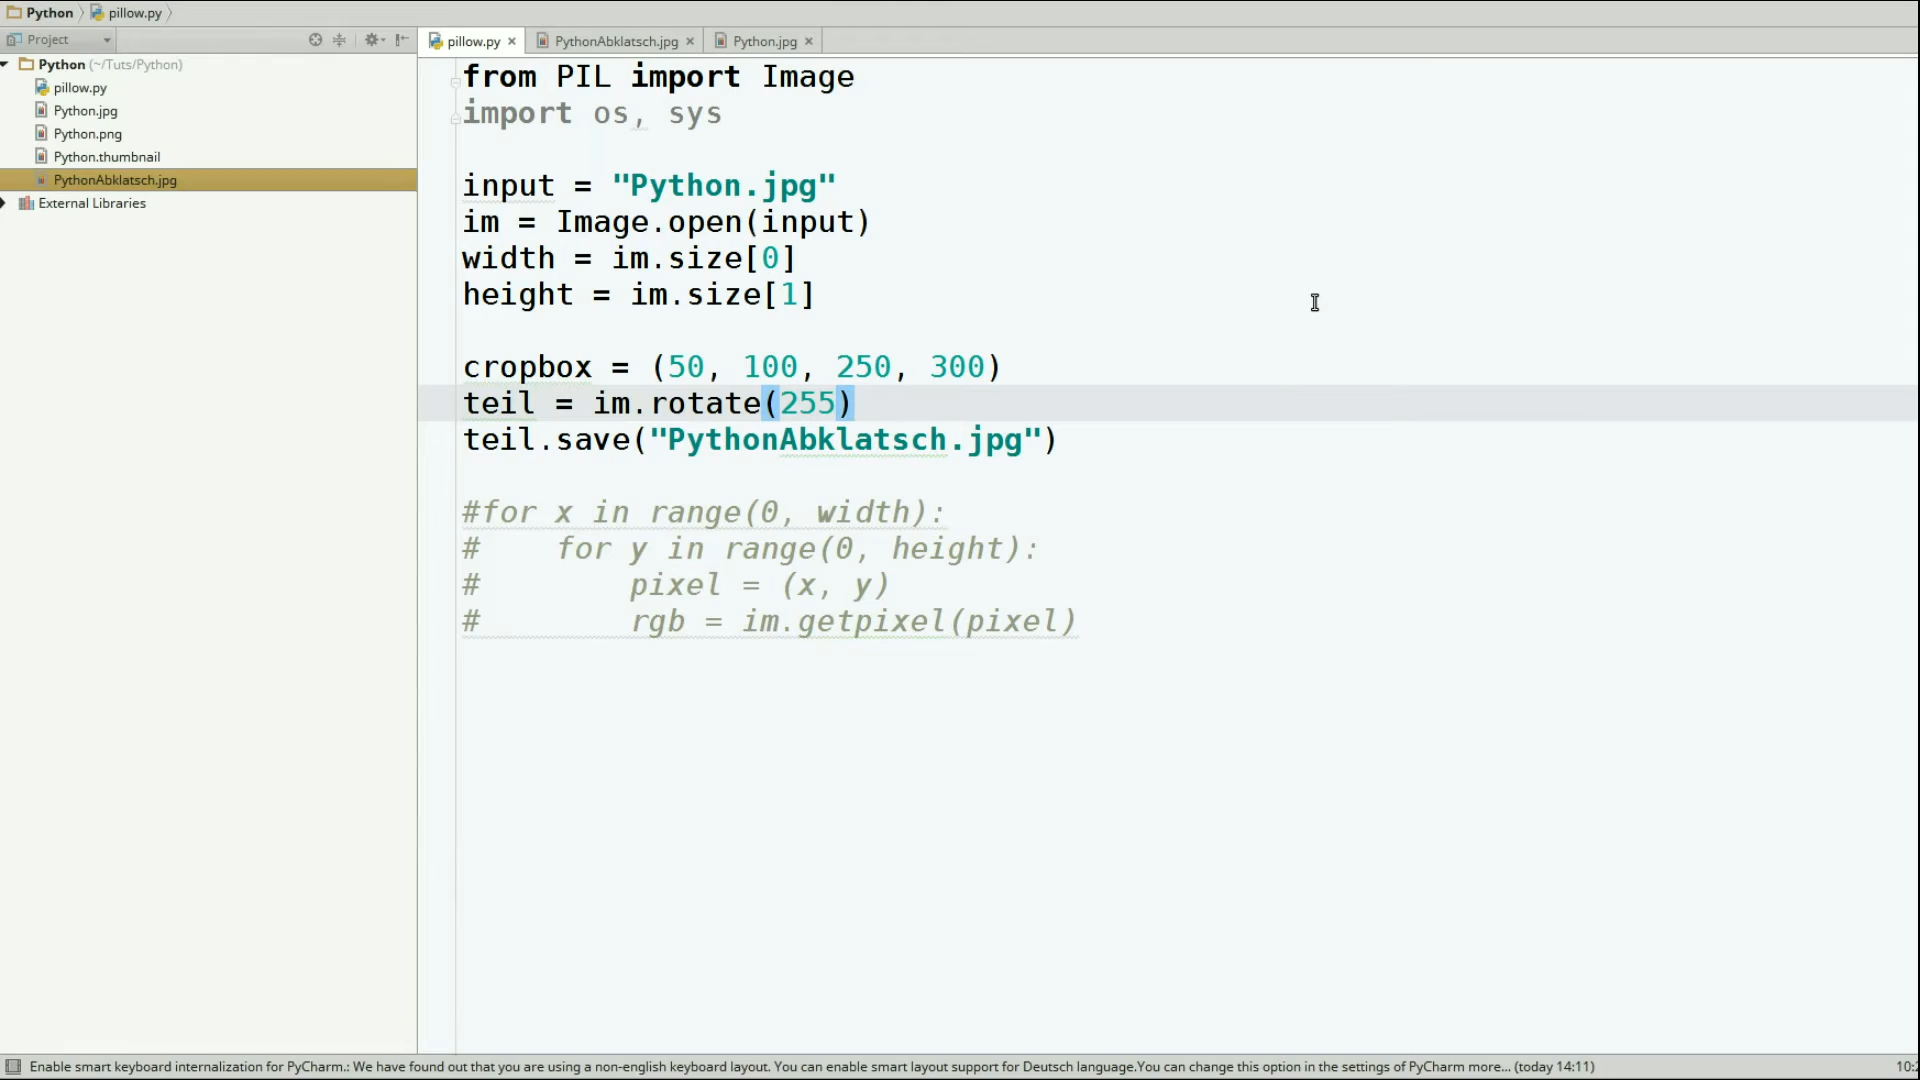 Python pillow.py
Project
pillow.py PythonAbklatsch.jpg Python.jpg
Python (~/Tuts/Python)
pillow.py
Python.jpg
Python.png
Python.thumbnail
PythonAbklatsch.jpg
External Libraries
from PIL import Image
import os, sys
input = "Python.jpg"
im = Image.open(input)
width = im.size[0]
height = im.size[1]
cropbox = (50, 100, 250, 300)
teil = im.rotate(255)
teil.save("PythonAbklatsch.jpg")
#for x in range(0, width):
#    for y in range(0, height):
#        pixel = (x, y)
#        rgb = im.getpixel(pixel)
Enable smart keyboard internalization for PyCharm.: We have found out that you are using a non-english keyboard layout. You can enable smart layout support for Deutsch language.You can change this option in the settings of PyCharm more... (today 14:11)